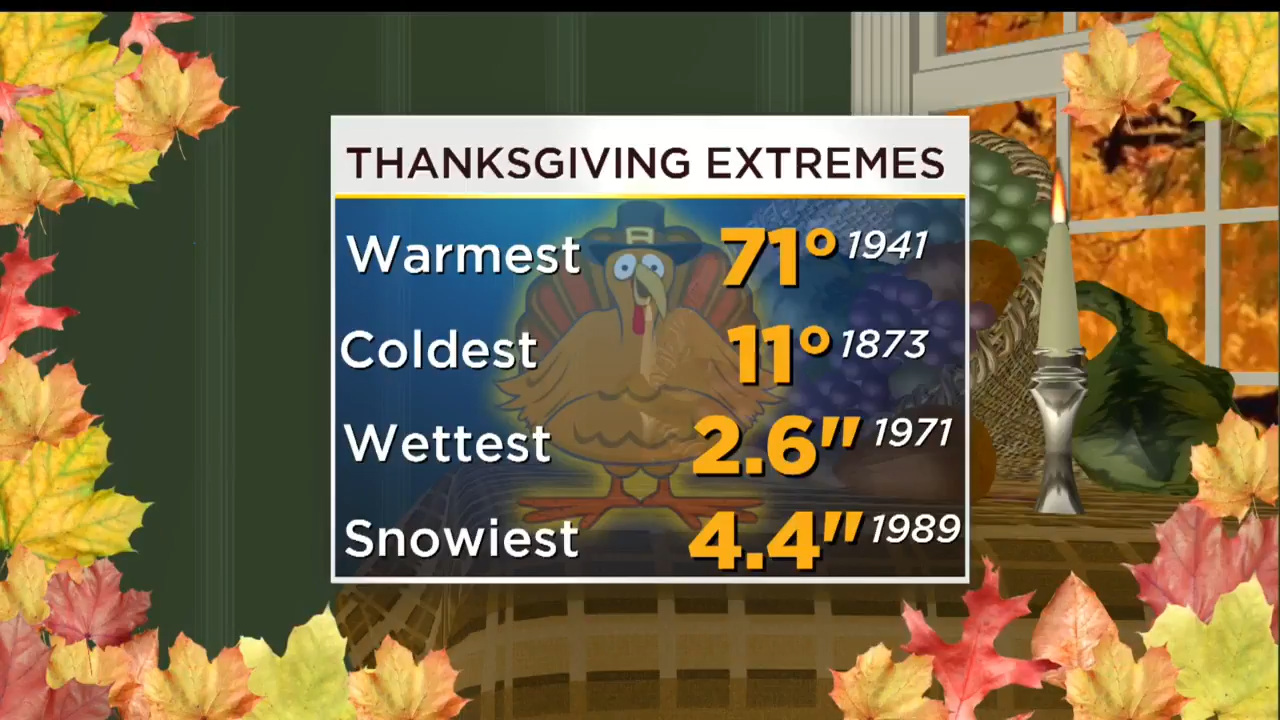 THANKSGIVING EXTREMES
Warmest 71° 1941
Coldest 11° 1873
Wettest 2.6" 1971
Snowiest 4.4" 1989